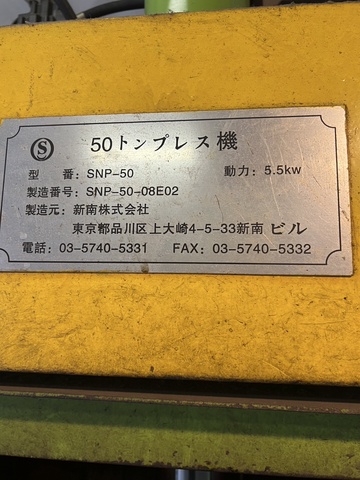 S
50トンプレス機
型　番：SNP-50　動力：5.5kw
製造番号：SNP-50-08E02
製造元：新南株式会社
東京都品川区上大崎4-5-33新南 ビル
電話：03-5740-5331　FAX：03-5740-5332